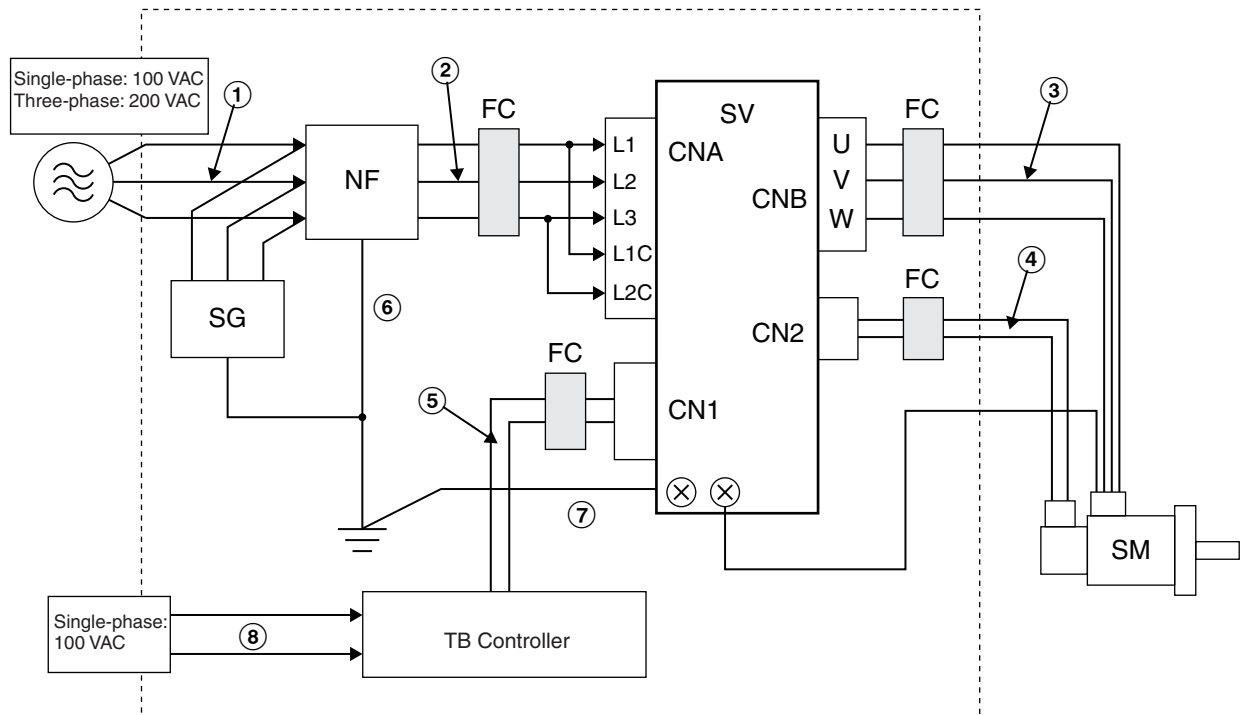 Single-phase: 100 VAC
Three-phase: 200 VAC
1
2
3
4
5
6
7
8
NF
SG
FC
L1
L2
L3
L1C
L2C
SV
CNA
CNB
CN2
CN1
U
V
W
FC
FC
FC
SM
Single-phase:
100 VAC
TB Controller